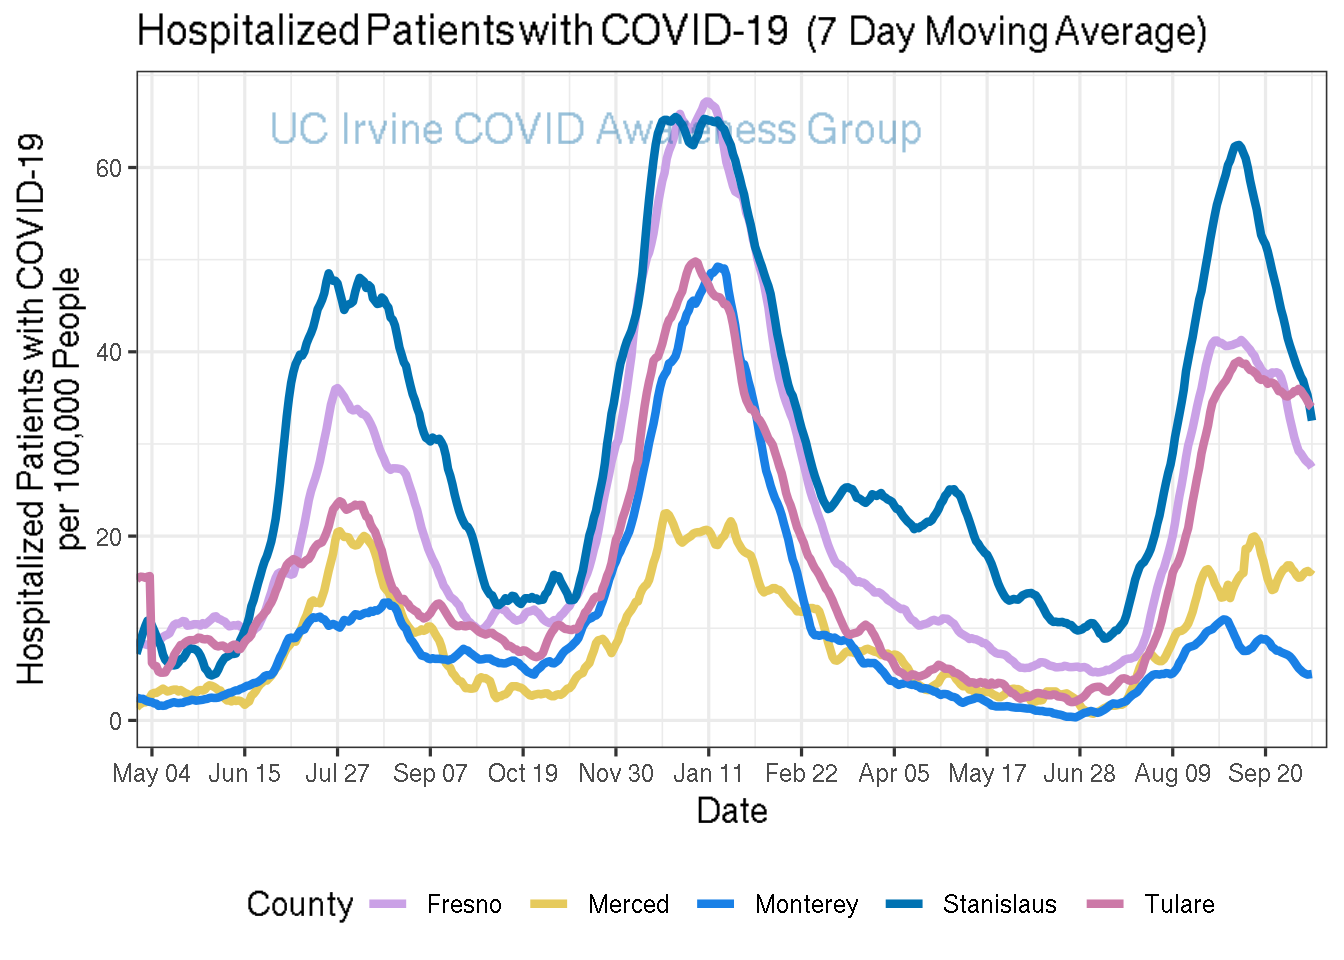 Hospitalized Patients with COVID-19 (7 Day Moving Average)
UC Irvine COVID Awareness Group
Hospitalized Patients with COVID-19
per 100,000 People
60
40
20
0
May 04 Jun 15 Jul 27 Sep 07 Oct 19 Nov 30 Jan 11 Feb 22 Apr 05 May 17 Jun 28 Aug 09 Sep 20
Date
County Fresno Merced Monterey Stanislaus Tulare